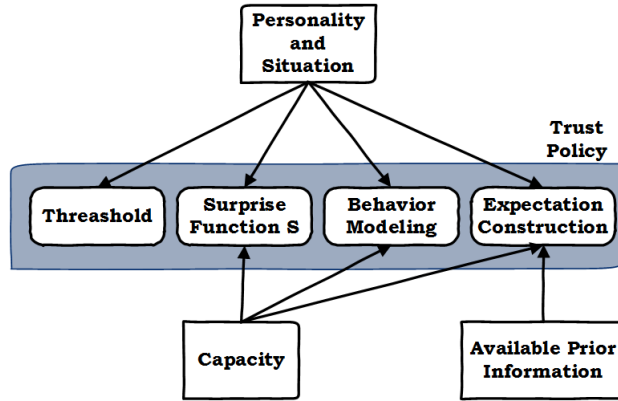 Personality
and
Situation
Trust
Policy
Threashold
Surprise
Function S
Behavior
Modeling
Expectation
Construction
Capacity
Available Prior
Information